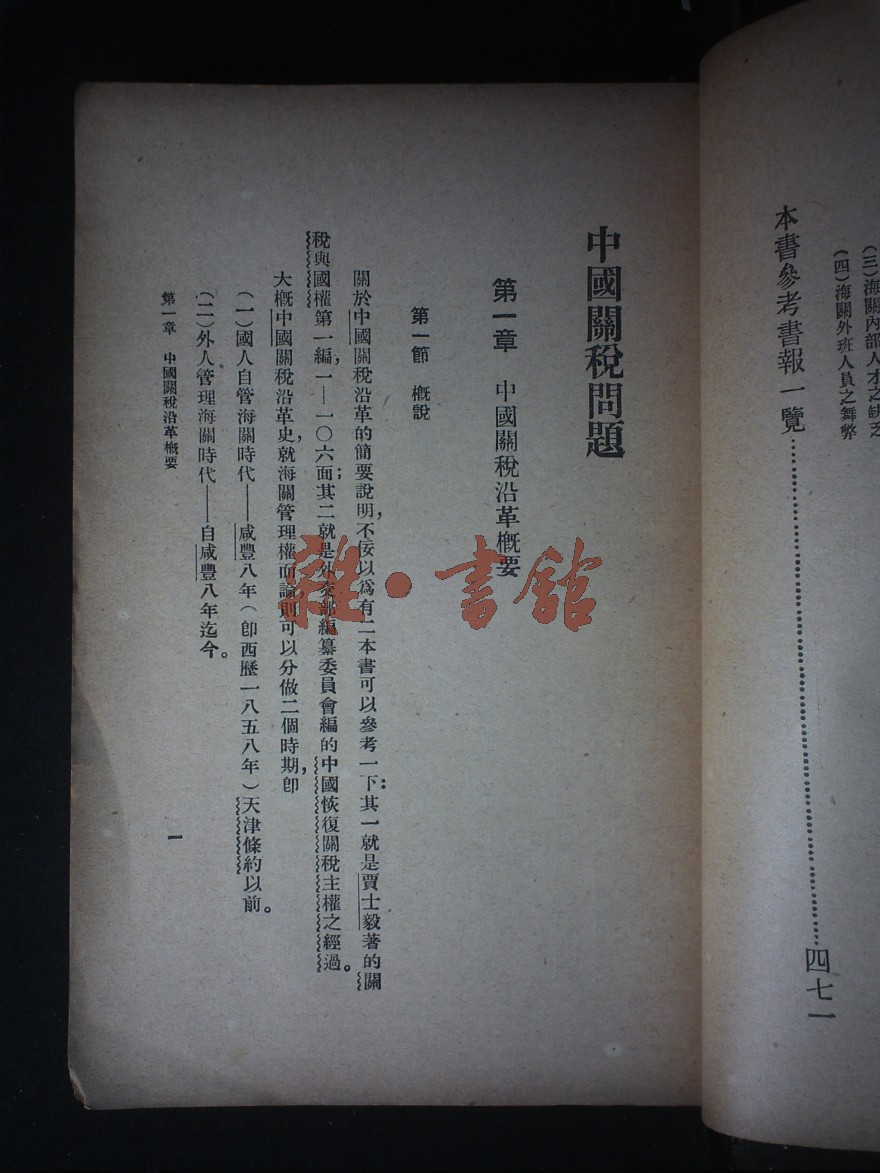 (三)海關內部人才之缺乏
(四)海關外班人員之舞弊
本書參考書報一覽……………………………………四七一
中國關稅問題
第一章　中國關稅沿革概要
第一節　概說
關於中國關稅沿革的簡要說明，不佞以爲有二本書可以參考一下：其一就是賈士毅著的關
稅與國權第一編，一—一〇六面；其二就是外交部編纂委員會編的中國恢復關稅主權之經過。
大概中國關稅沿革史，就海關管理權而論，則可以分做二個時期，卽
(一)國人自管海關時代——咸豐八年(卽西曆一八五八年)天津條約以前。
(二)外人管理海關時代——自咸豐八年迄今。
第一章　中國關稅沿革概要
一
雜·書館